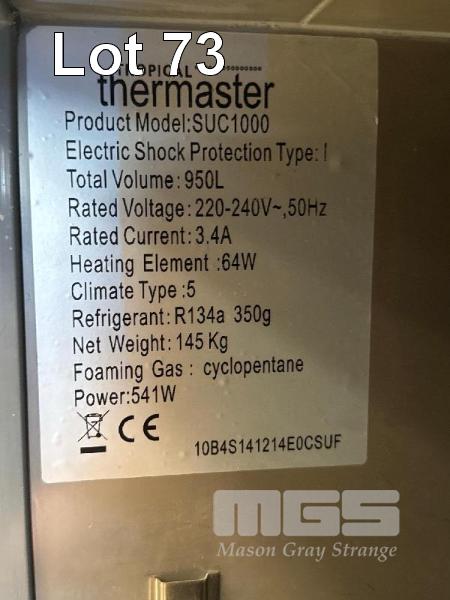 Lot 73
TROPICAL
thermaster
Product Model:SUC1000
Electric Shock Protection Type: I
Total Volume: 950L
Rated Voltage: 220-240V~,50Hz
Rated Current: 3.4A
Heating Element :64W
Climate Type :5
Refrigerant: R134a 350g
Net Weight: 145 Kg
Foaming Gas : cyclopentane
Power:541W
CE
10B4S141214E0CSUF
MGS
Mason Gray Strange